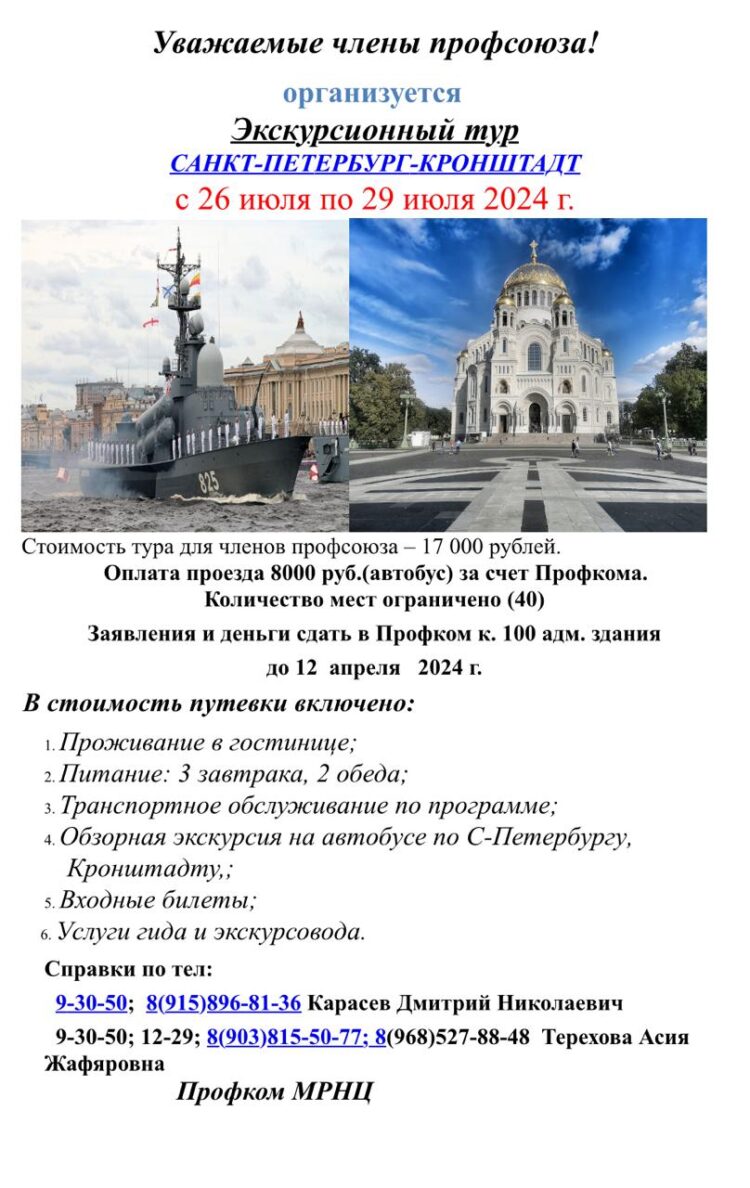 Уважаемые члены профсоюза!
организуется
Экскурсионный тур
САНКТ-ПЕТЕРБУРГ-КРОНШТАДТ
с 26 июля по 29 июля 2024 г.
825
Стоимость тура для членов профсоюза – 17 000 рублей.
Оплата проезда 8000 руб.(автобус) за счет Профкома.
Количество мест ограничено (40)
Заявления и деньги сдать в Профком к. 100 адм. здания
до 12 апреля 2024 г.
В стоимость путевки включено:
1. Проживание в гостинице;
2. Питание: 3 завтрака, 2 обеда;
3. Транспортное обслуживание по программе;
4. Обзорная экскурсия на автобусе по С-Петербургу,
Кронштадту,;
5. Входные билеты;
6. Услуги гида и экскурсовода.
Справки по тел:
9-30-50; 8(915)896-81-36 Карасев Дмитрий Николаевич
9-30-50; 12-29; 8(903)815-50-77; 8(968)527-88-48 Терехова Асия
Жафяровна
Профком МРНЦ